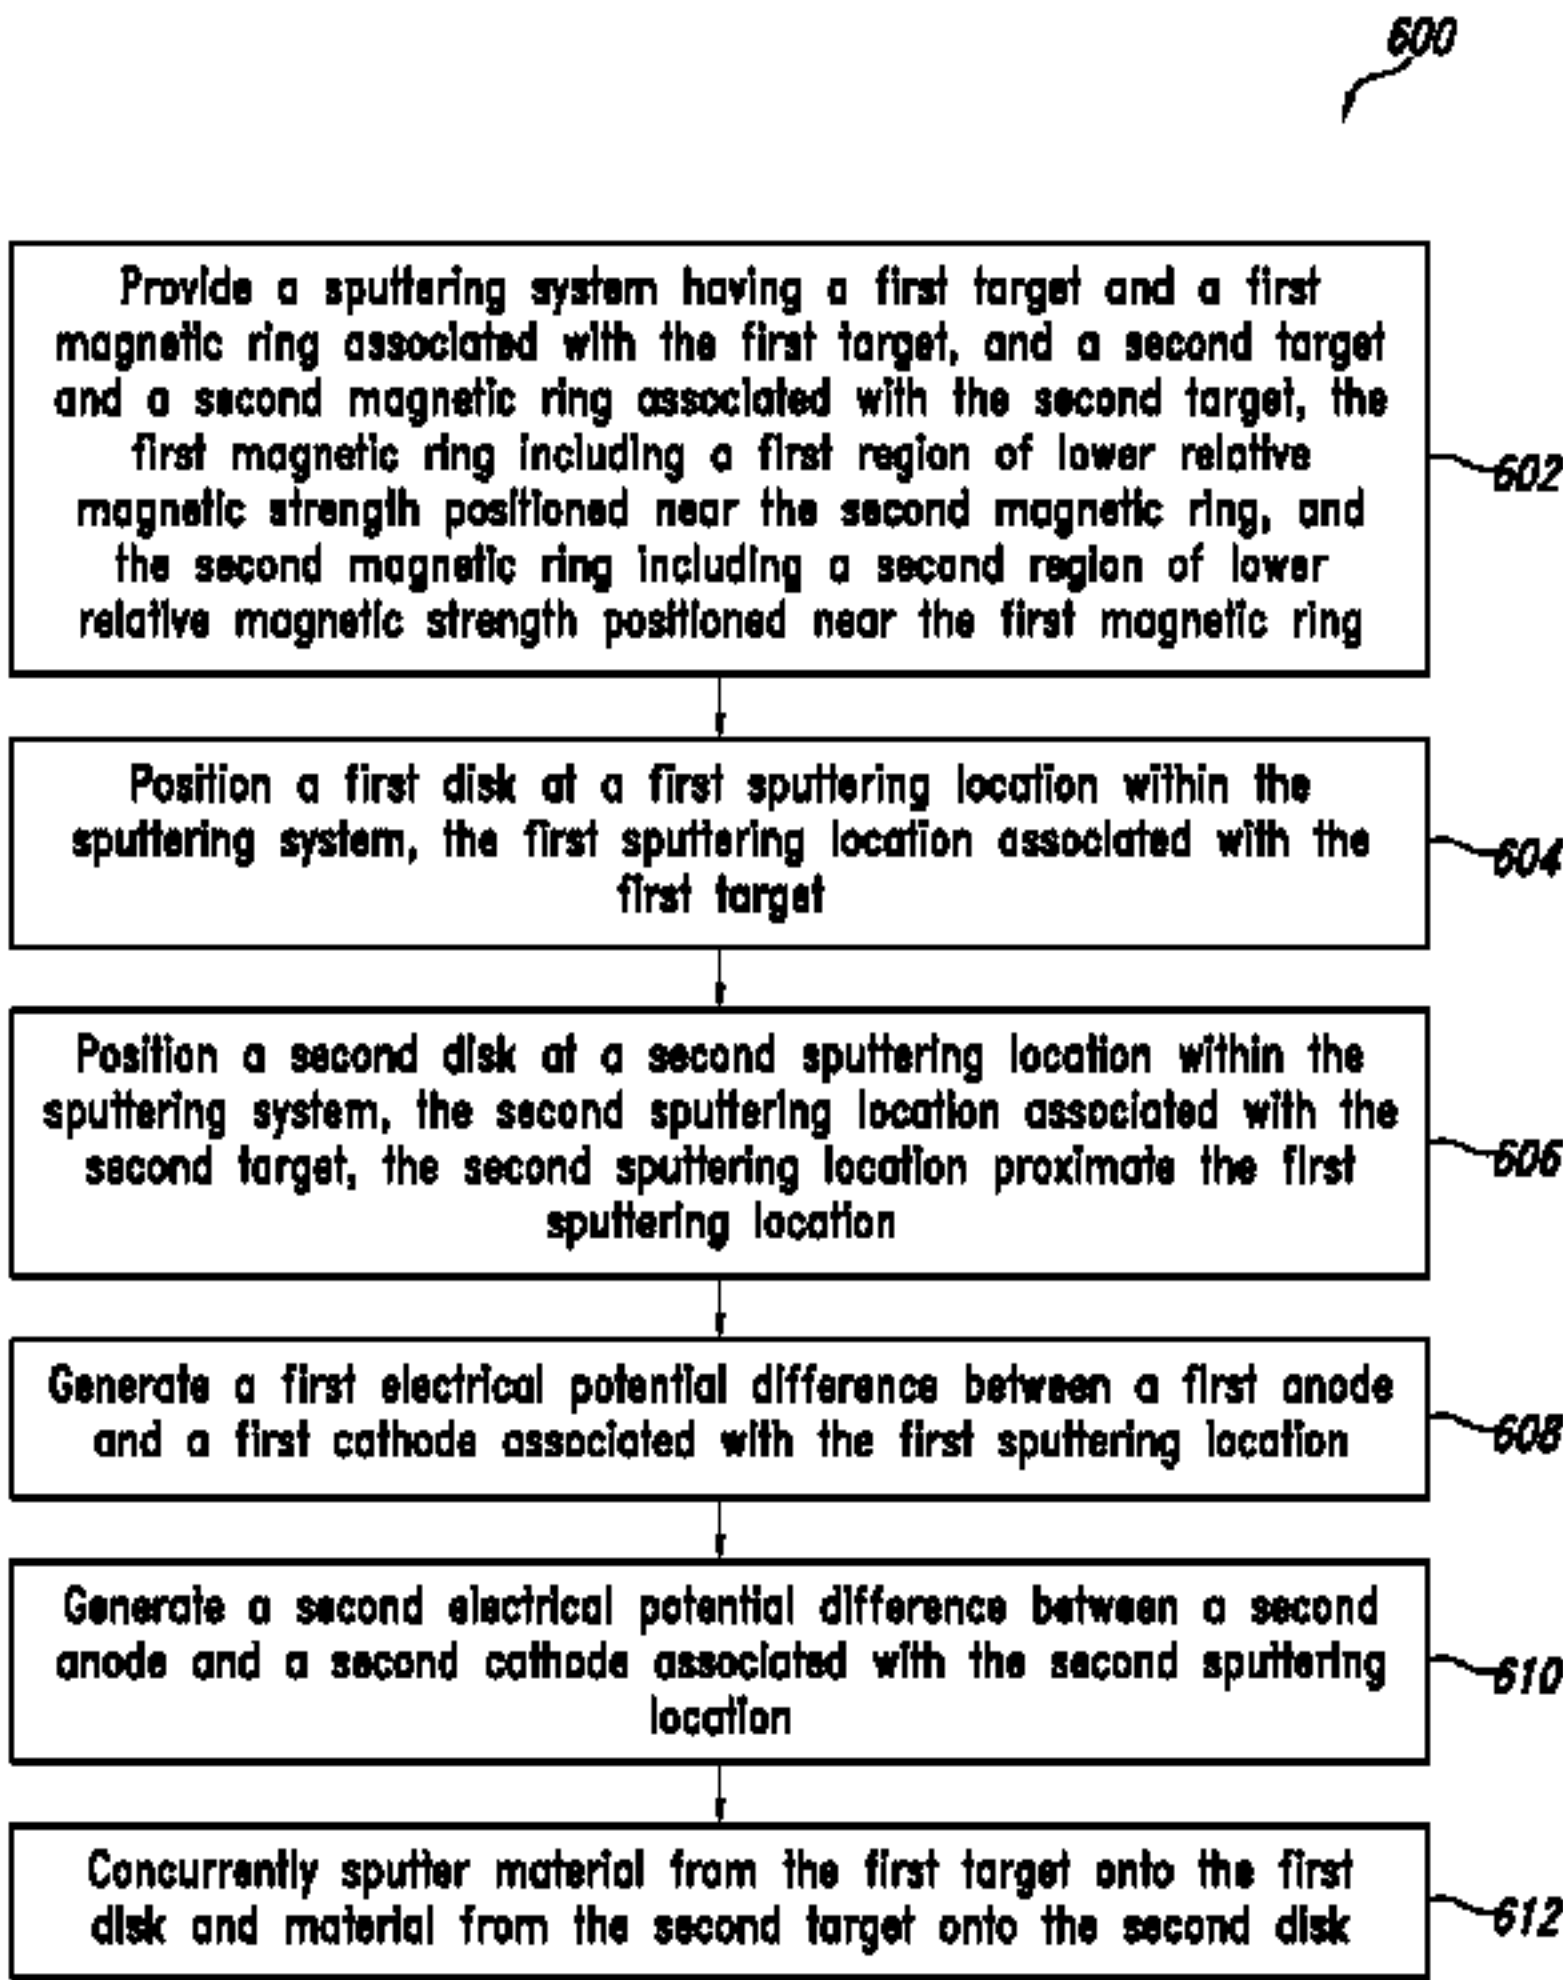 600
Provide a sputtering system having a first target and a first
magnetic ring associated with the first target, and a second target
and a second magnetic ring associated with the second target, the
first magnetic ring including a first region of lower relative
magnetic strength positioned near the second magnetic ring, and
the second magnetic ring including a second region of lower
relative magnetic strength positioned near the first magnetic ring
602
Position a first disk at a first sputtering location within the
sputtering system, the first sputtering location associated with the
first target
604
Position a second disk at a second sputtering location within the
sputtering system, the second sputtering location associated with the
second target, the second sputtering location proximate the first
sputtering location
606
Generate a first electrical potential difference between a first anode
and a first cathode associated with the first sputtering location
608
Generate a second electrical potential difference between a second
anode and a second cathode associated with the second sputtering
location
610
Concurrently sputter material from the first target onto the first
disk and material from the second target onto the second disk
612